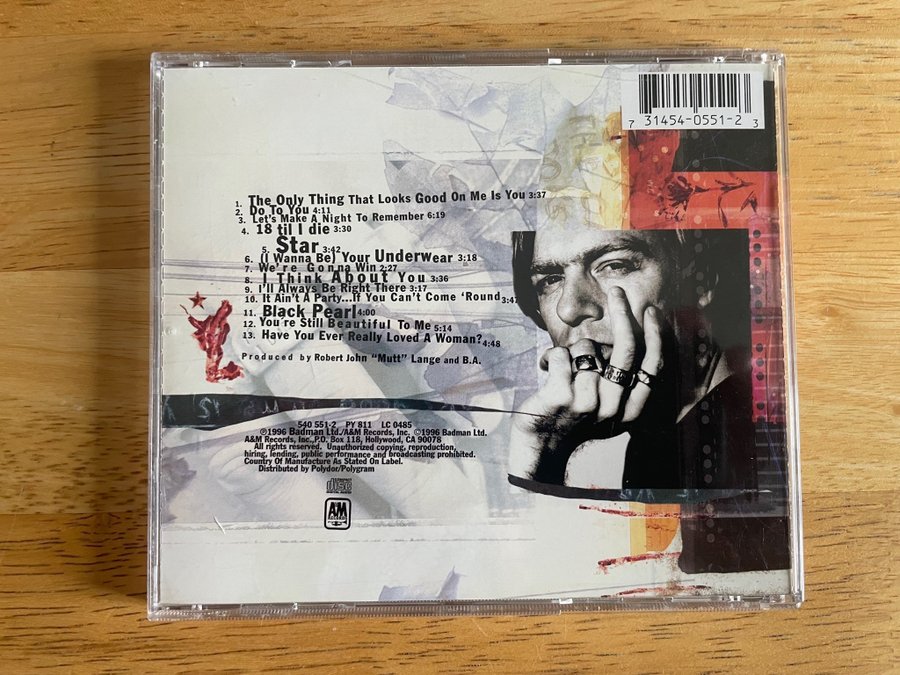 7 31454-0551-2 3
1. The Only Thing That Looks Good On Me Is You 3:37
2. Do To You 4:11
3. Let's Make A Night To Remember 6:19
4. 18 til I die 3:30
5. Star 3:42
6. (I Wanna Be) Your Underwear 3:18
7. We're Gonna Win 2:27
8. I Think About You 3:36
9. I'll Always Be Right There 3:17
10. It Ain't A Party...If You Can't Come 'Round 3:47
11. Black Pearl 4:00
12. You're Still Beautiful To Me 5:14
13. Have You Ever Really Loved A Woman? 4:48
Produced by Robert John "Mutt" Lange and B.A.
540 551-2 PY 811 LC 0485
℗1996 Badman Ltd./A&M Records, Inc. ©1996 Badman Ltd.
A&M Records, Inc., P.O. Box 118, Hollywood, CA 90078
All rights reserved. Unauthorized copying, reproduction,
hiring, lending, public performance and broadcasting prohibited.
Country Of Manufacture As Stated On Label.
Distributed by Polydor/Polygram
COMPACT
disc
DIGITAL AUDIO
A&M
RECORDS